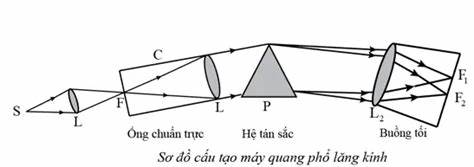 C
F₁
F₂
S
L
F
L
P
L₂
Ống chuẩn trực
Hệ tán sắc
Buồng tối
Sơ đồ cấu tạo máy quang phổ lăng kính